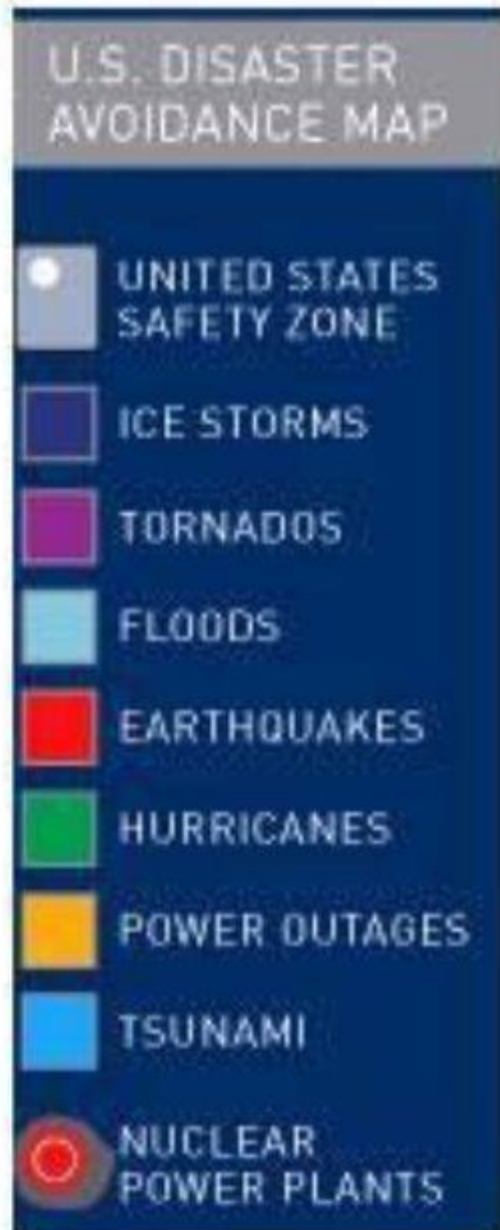 U.S. DISASTER
AVOIDANCE MAP
UNITED STATES
SAFETY ZONE
ICE STORMS
TORNADOS
FLOODS
EARTHQUAKES
HURRICANES
POWER OUTAGES
TSUNAMI
NUCLEAR
POWER PLANTS